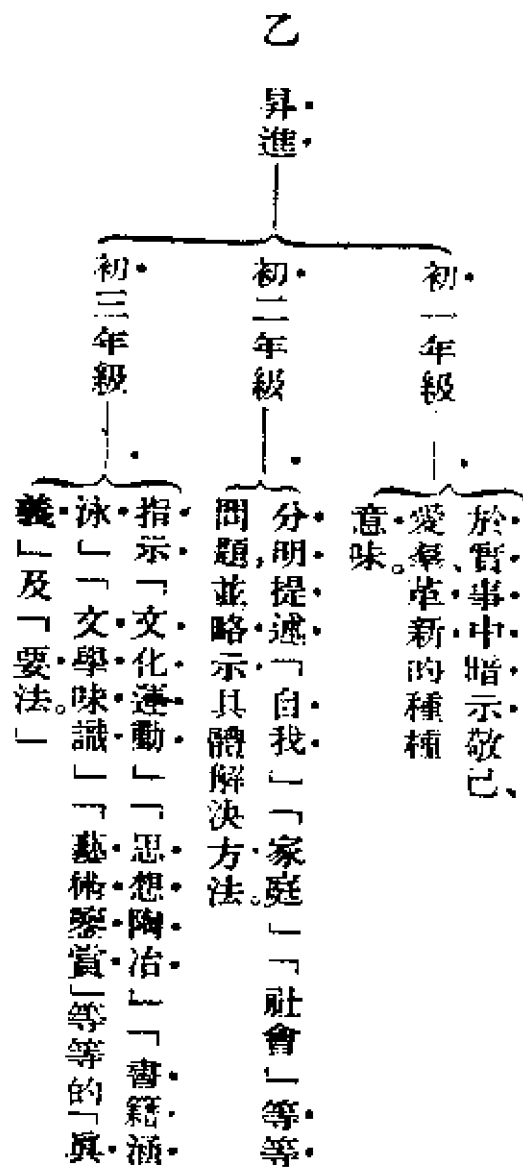 乙 昇進
初一年級
於實事中暗示敬己、
愛羣、革新的種種
意味。
初二年級
分明提述「自我」「家庭」「社會」等等
問題,並略示具體解決方法。
初三年級
指示「文化運動」「思想陶冶」「書籍涵
泳」「文學味識」「藝術鑒賞」等等的「眞
義」及「要法。」